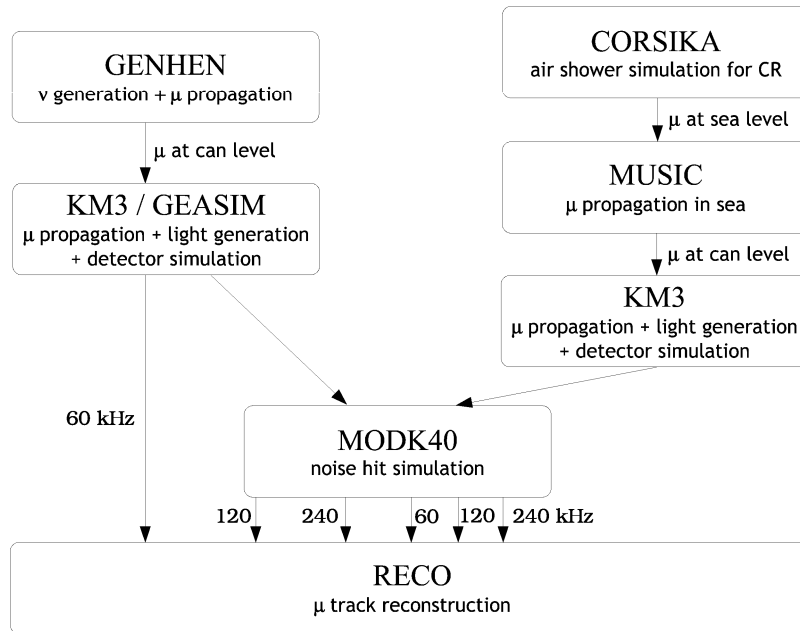 GENHEN
ν generation + μ propagation
μ at can level
KM3 / GEASIM
μ propagation + light generation
+ detector simulation
CORSIKA
air shower simulation for CR
μ at sea level
MUSIC
μ propagation in sea
μ at can level
KM3
μ propagation + light generation
+ detector simulation
60 kHz
MODK40
noise hit simulation
120 240 60 120 240 kHz
RECO
μ track reconstruction